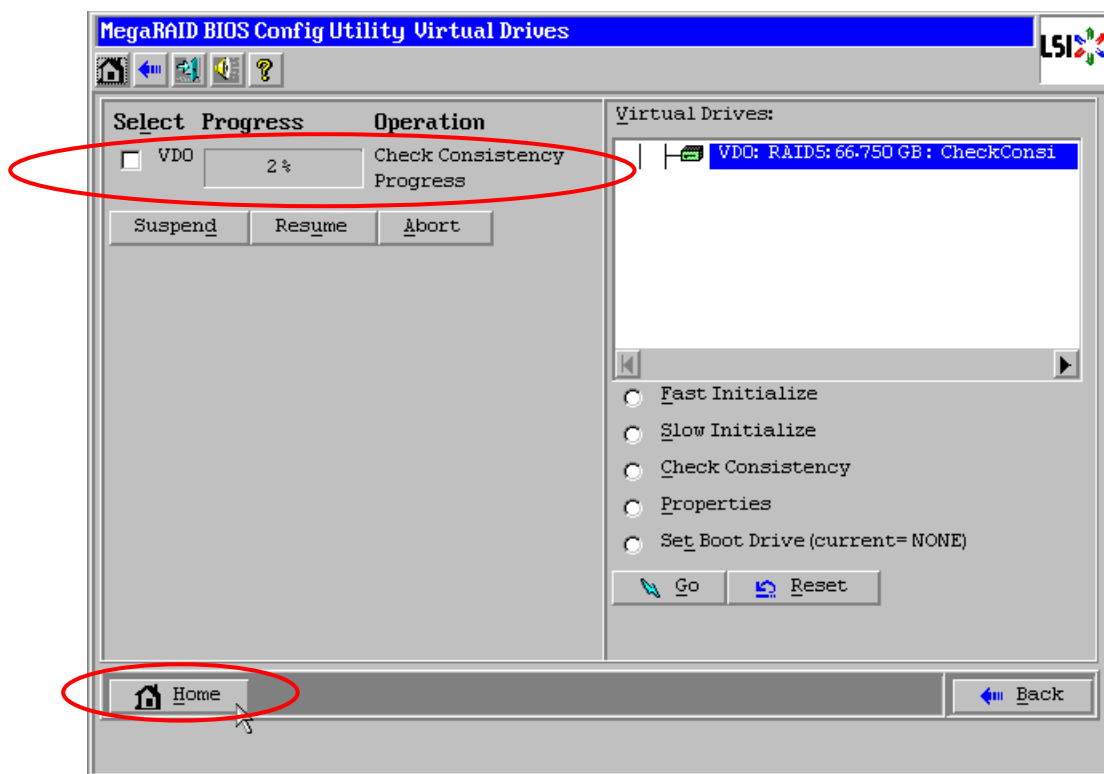 MegaRAID BIOS Config Utility Virtual Drives
LSI
Select Progress Operation
VD0 2% Check Consistency
Progress
Suspend Resume Abort
Virtual Drives:
VD0: RAID5: 66.750 GB: CheckConsi
Fast Initialize
Slow Initialize
Check Consistency
Properties
Set Boot Drive (current= NONE)
Go Reset
Home Back